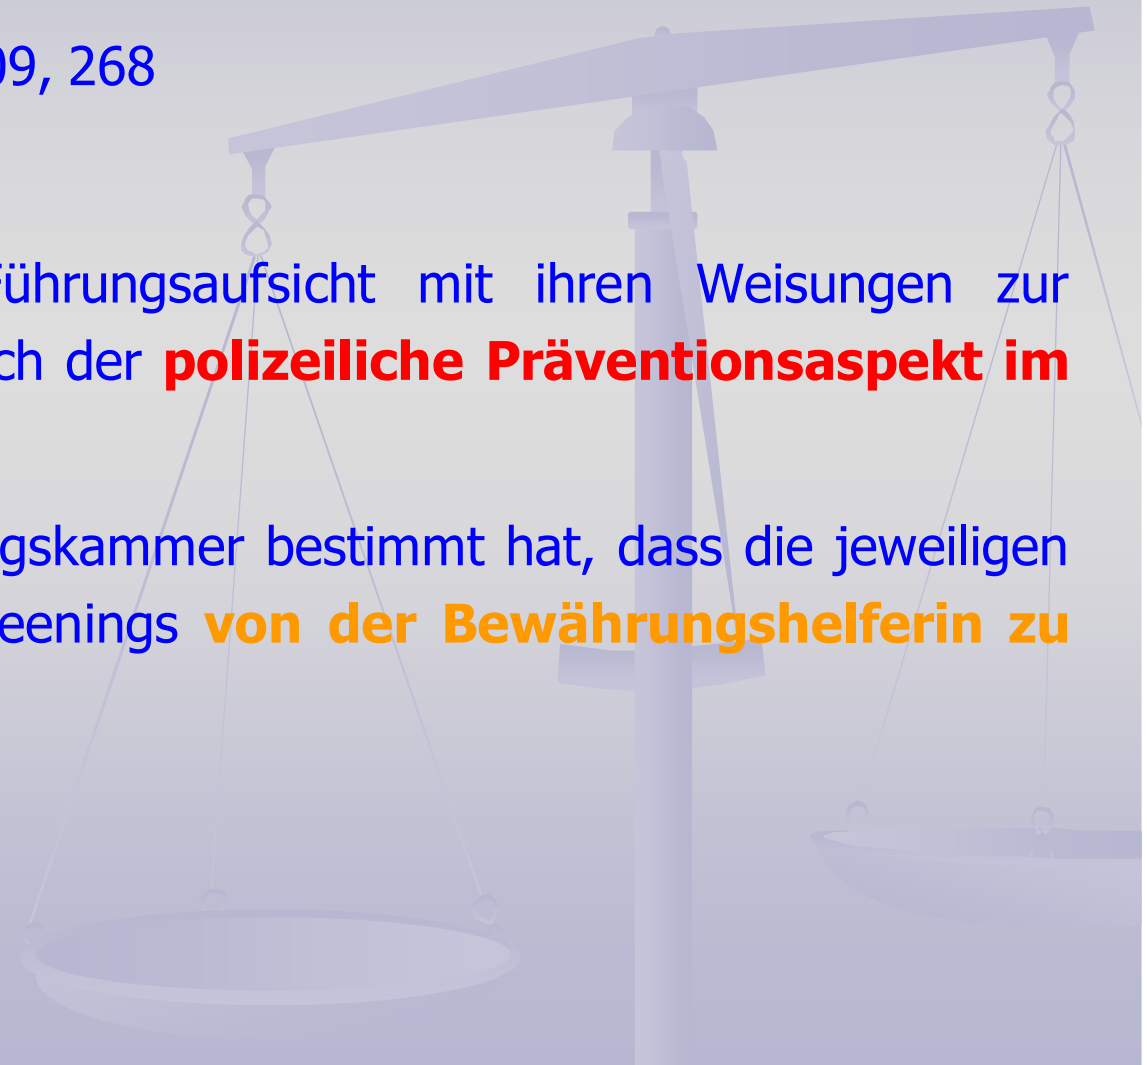 09, 268
Führungsaufsicht mit ihren Weisungen zur
ch der polizeiliche Präventionsaspekt im
gskammer bestimmt hat, dass die jeweiligen
eenings von der Bewährungshelferin zu